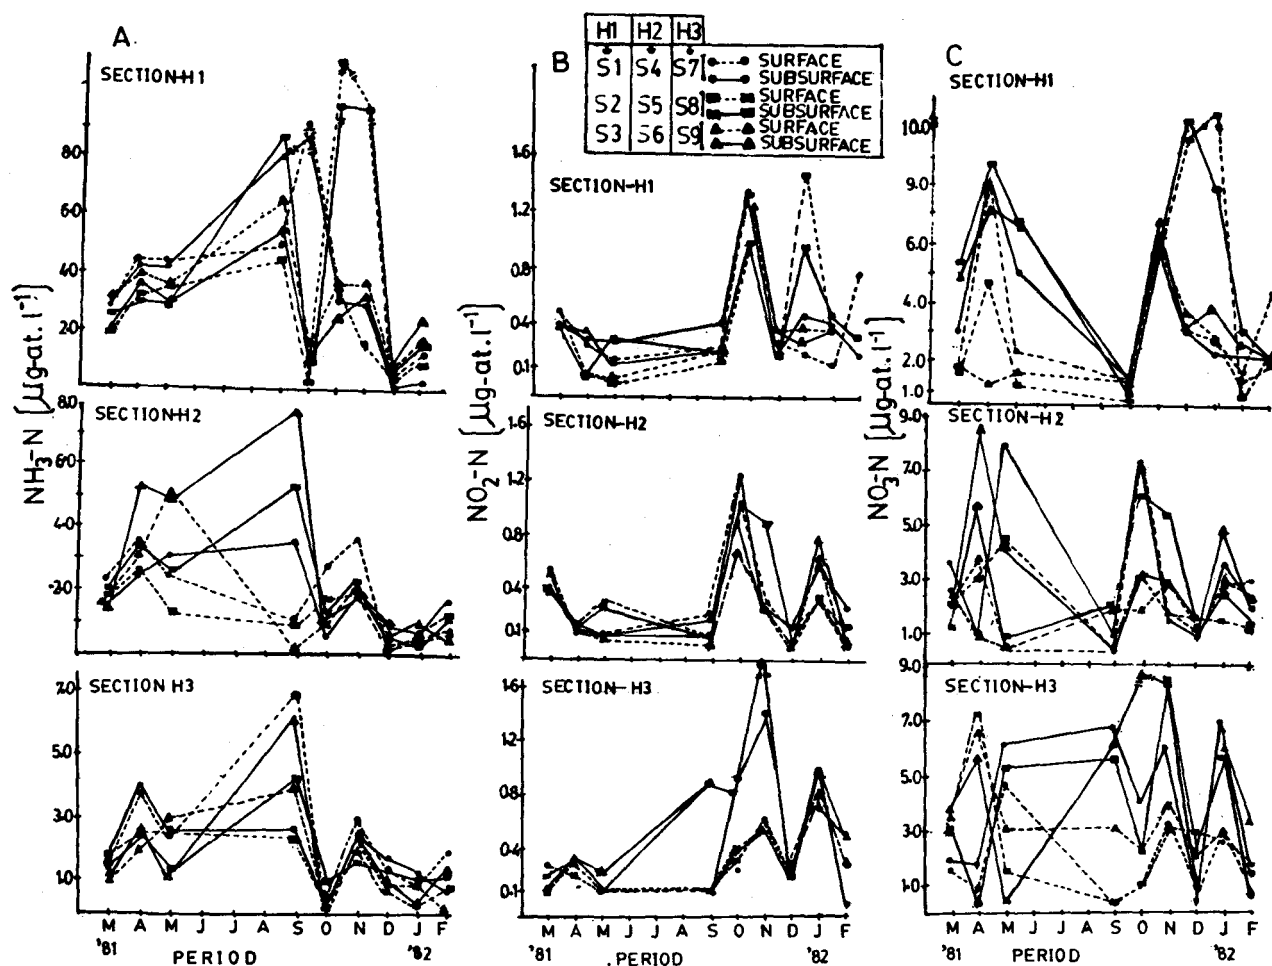 A
B
C
H1 H2 H3
S1 S4 S7 SURFACE
SUBSURFACE
S2 S5 S8 SURFACE
SUBSURFACE
S3 S6 S9 SURFACE
SUBSURFACE
SECTION-H1
80
60
40
20
SECTION-H2
8.0
60
40
20
SECTION H3
7.0
5.0
3.0
1.0
NH3-N [μg-at. l-1]
M A M J J A S O N D J F
'81 PERIOD '82
SECTION-H1
1.6
1.2
0.8
0.4
0.1
SECTION-H2
1.6
1.2
0.8
0.4
0.1
SECTION-H3
1.6
1.2
0.8
0.4
0.1
NO2-N [μg-at. l-1]
M A M J J A S O N D J F
'81 PERIOD '82
SECTION-H1
10.0
9.0
6.0
4.0
2.0
1.0
SECTION-H2
9.0
7.0
5.0
3.0
1.0
SECTION-H3
9.0
7.0
5.0
3.0
1.0
NO3-N [μg-at. l-1]
M A M J J A S O N D J F
'81 PERIOD '82